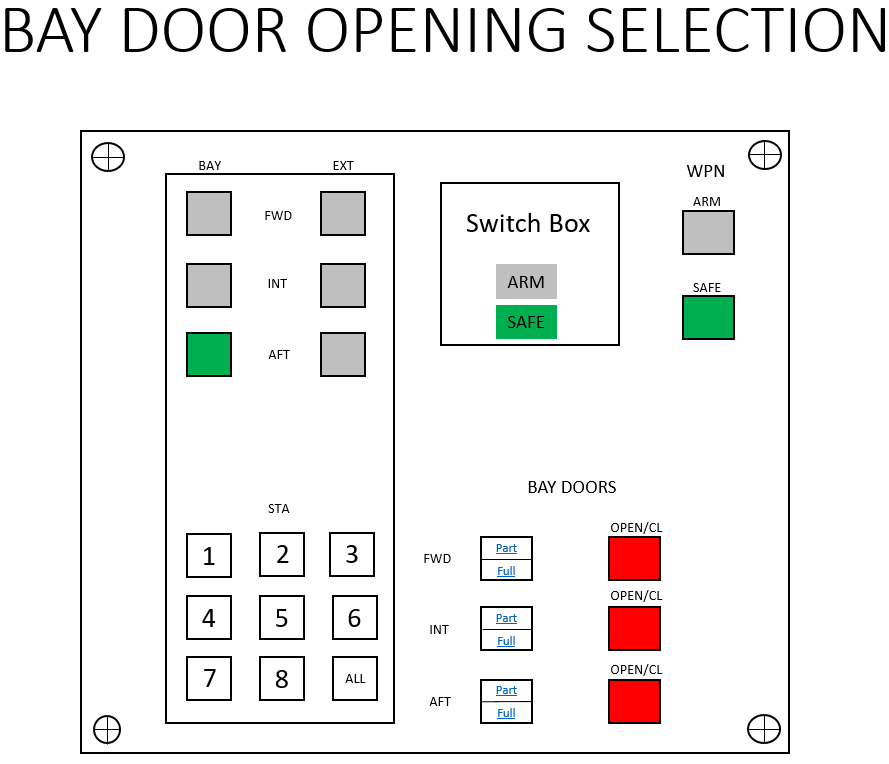 BAY DOOR OPENING SELECTION
BAY EXT
FWD
INT
AFT
STA
1 2 3
4 5 6
7 8 ALL
Switch Box
ARM
SAFE
WPN
ARM
SAFE
BAY DOORS
OPEN/CL
FWD Part
Full
OPEN/CL
INT Part
Full
OPEN/CL
AFT Part
Full